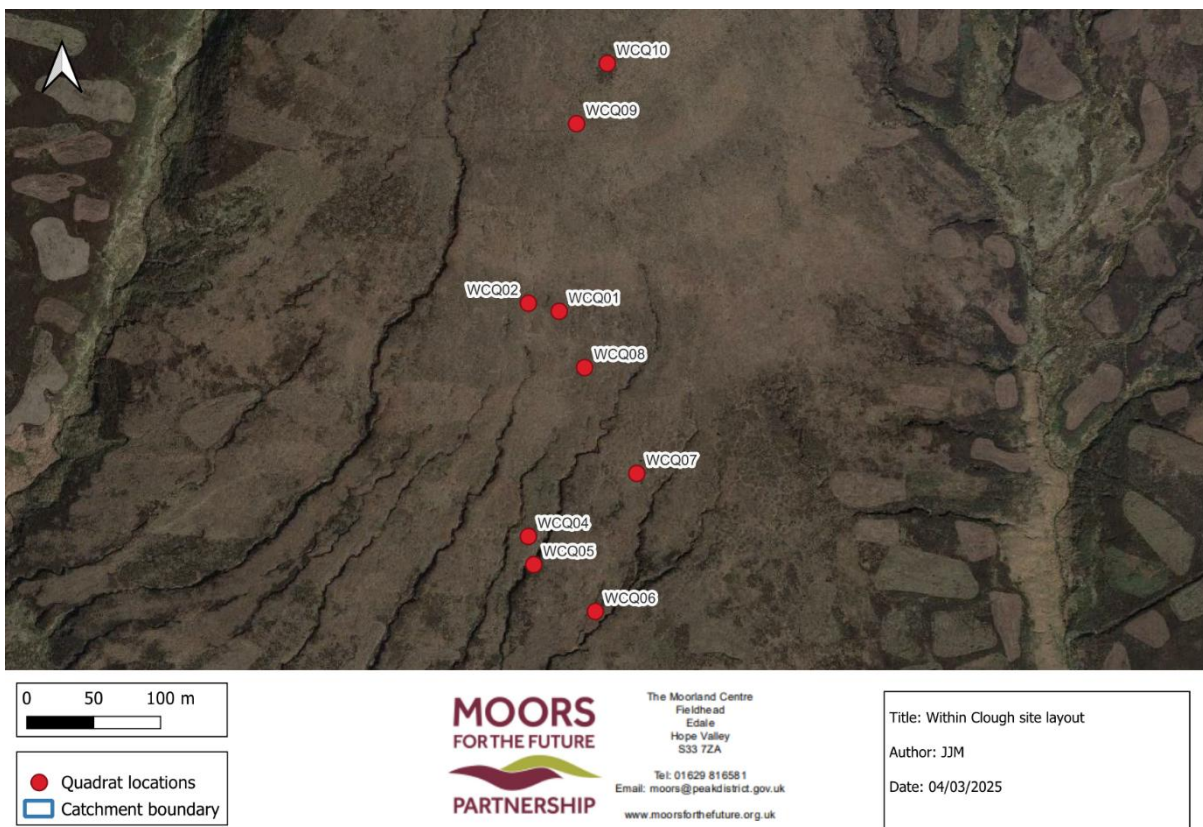 WCQ10
WCQ09
WCQ02
WCQ01
WCQ08
WCQ07
WCQ04
WCQ05
WCQ06
0 50 100 m
Quadrat locations
Catchment boundary
MOORS
FOR THE FUTURE
PARTNERSHIP
The Moorland Centre
Fieldhead
Edale
Hope Valley
S33 7ZA
Tel: 01629 816581
Email: moors@peakdistrict.gov.uk
www.moorsforthefuture.org.uk
Title: Within Clough site layout
Author: JJM
Date: 04/03/2025